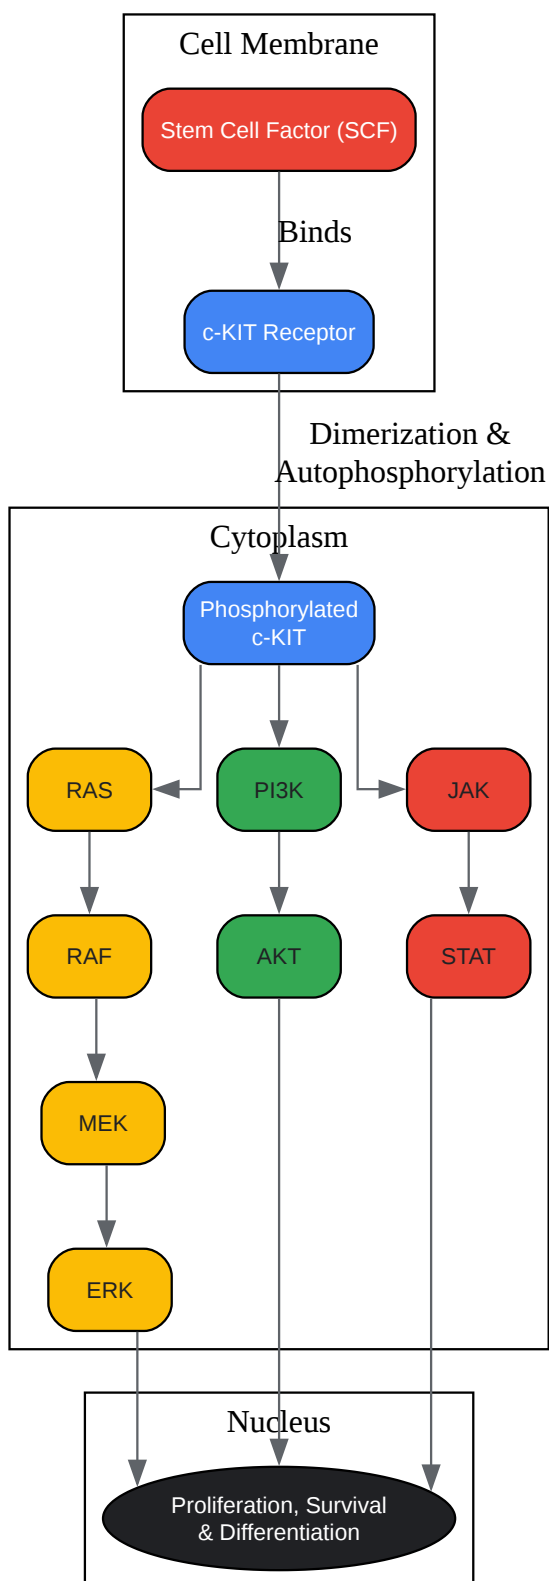 Cell Membrane
Stem Cell Factor (SCF)
Binds
c-KIT Receptor
Dimerization &
Autophosphorylation
Cytoplasm
Phosphorylated
c-KIT
RAS
PI3K
JAK
RAF
AKT
STAT
MEK
ERK
Nucleus
Proliferation, Survival
& Differentiation